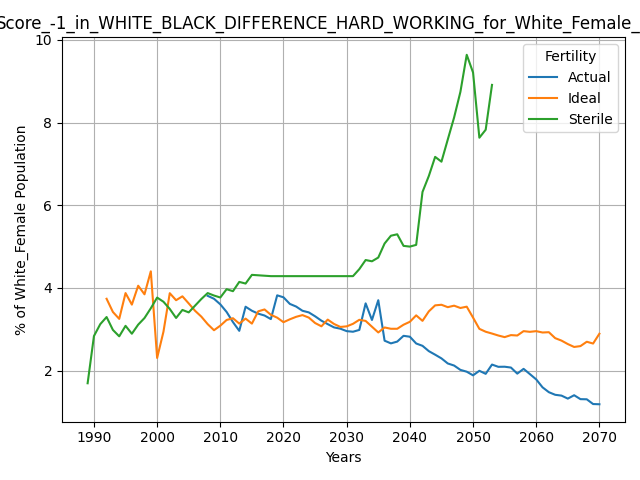 Score_-1_in_WHITE_BLACK_DIFFERENCE_HARD_WORKING_for_White_Female_
10
8
6
4
2
% of White_Female Population
Fertility
Actual
Ideal
Sterile
1990 2000 2010 2020 2030 2040 2050 2060 2070
Years